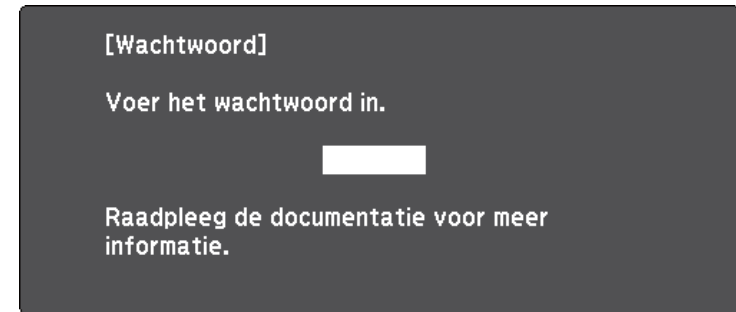 [Wachtwoord]
Voer het wachtwoord in.
Raadpleeg de documentatie voor meer
informatie.